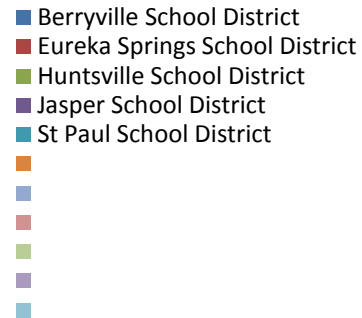 Berryville School District
Eureka Springs School District
Huntsville School District
Jasper School District
St Paul School District